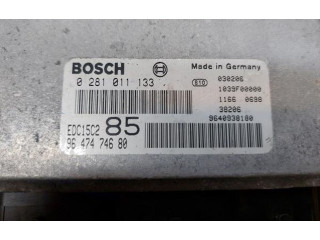 BOSCH
Made in Germany
0 281 011 133
030206
1039F00000
1166 0698
38206
9640938180
EDC15C2 85
96 474 746 80